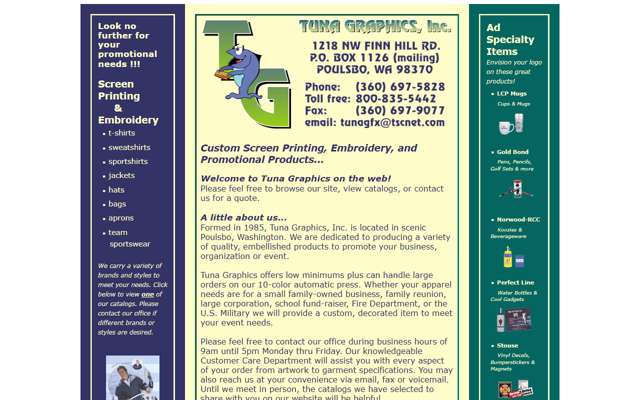 Look no
further for
your
promotional
needs !!!
Screen
Printing
&
Embroidery
• t-shirts
• sweatshirts
• sportshirts
• jackets
• hats
• bags
• aprons
• team
sportswear
We carry a variety of
brands and styles to
meet your needs. Click
below to view one of
our catalogs. Please
contact our office if
different brands or
styles are desired.
TG
TUNA GRAPHICS, Inc.
1218 NW FINN HILL RD.
P.O. BOX 1126 (mailing)
POULSBO, WA 98370
Phone: (360) 697-5828
Toll free: 800-835-5442
Fax: (360) 697-9077
email: tunagfx@tscnet.com
Custom Screen Printing, Embroidery, and
Promotional Products...
Welcome to Tuna Graphics on the web!
Please feel free to browse our site, view catalogs, or contact
us for a quote.
A little about us...
Formed in 1985, Tuna Graphics, Inc. is located in scenic
Poulsbo, Washington. We are dedicated to producing a variety
of quality, embellished products to promote your business,
organization or event.
Tuna Graphics offers low minimums plus can handle large
orders on our 10-color automatic press. Whether your apparel
needs are for a small family-owned business, family reunion,
large corporation, school fund-raiser, Fire Department, or the
U.S. Military we will provide a custom, decorated item to meet
your event needs.
Please feel free to contact our office during business hours of
9am until 5pm Monday thru Friday. Our knowledgeable
Customer Care Department will assist you with every aspect
of your order from artwork to garment specifications. You may
also reach us at your convenience via email, fax or voicemail.
Until we meet in person, the catalogs we have selected to
share with you on our website will be helpful
Ad
Specialty
Items
Envision your logo
on these great
products!
• LCP Mugs
Cups & Mugs
• Gold Bond
Pens, Pencils,
Golf Sets & more
• Norwood-RCC
Koozies &
Beverageware
• Perfect Line
Water Bottles &
Cool Gadgets
• Stouse
Vinyl Decals,
Bumperstickers &
Magnets